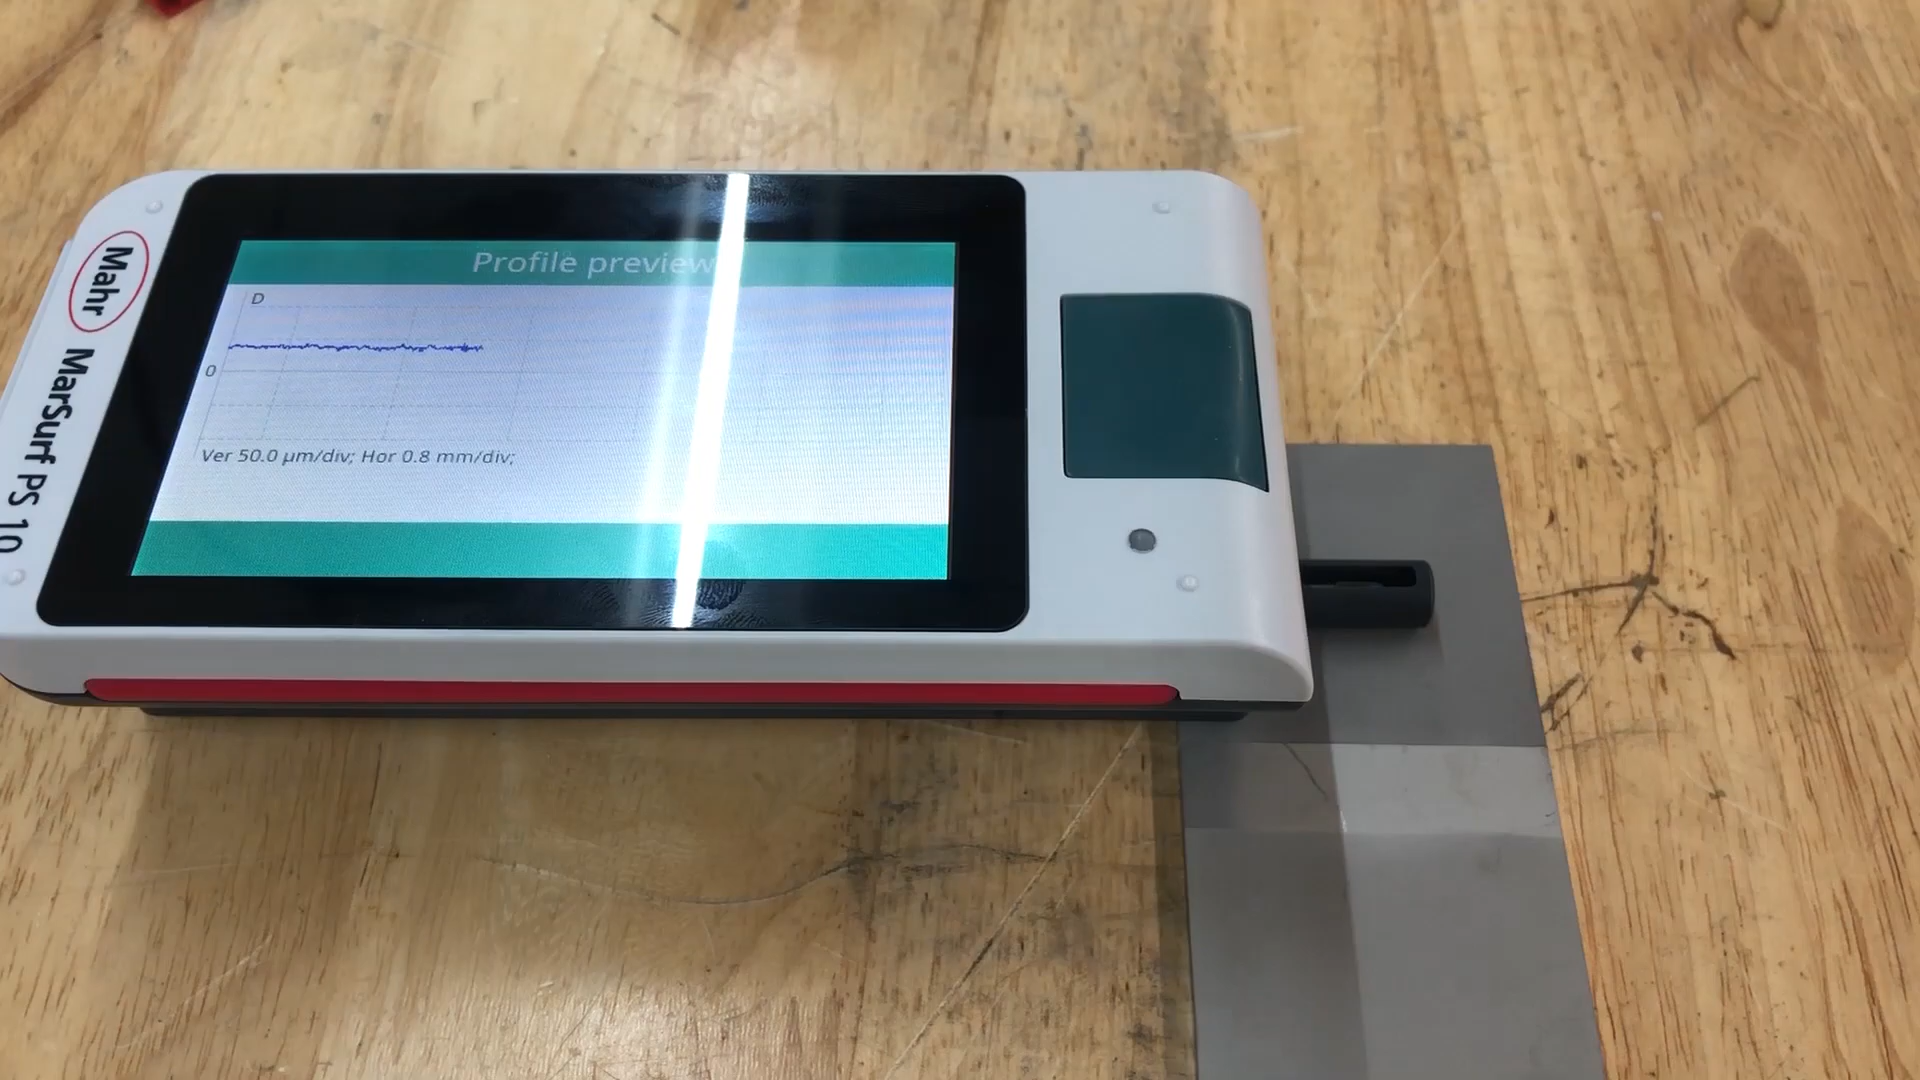 Mahr
MarSurf PS 10
Profile preview
D
0
Ver 50.0 µm/div; Hor 0.8 mm/div;